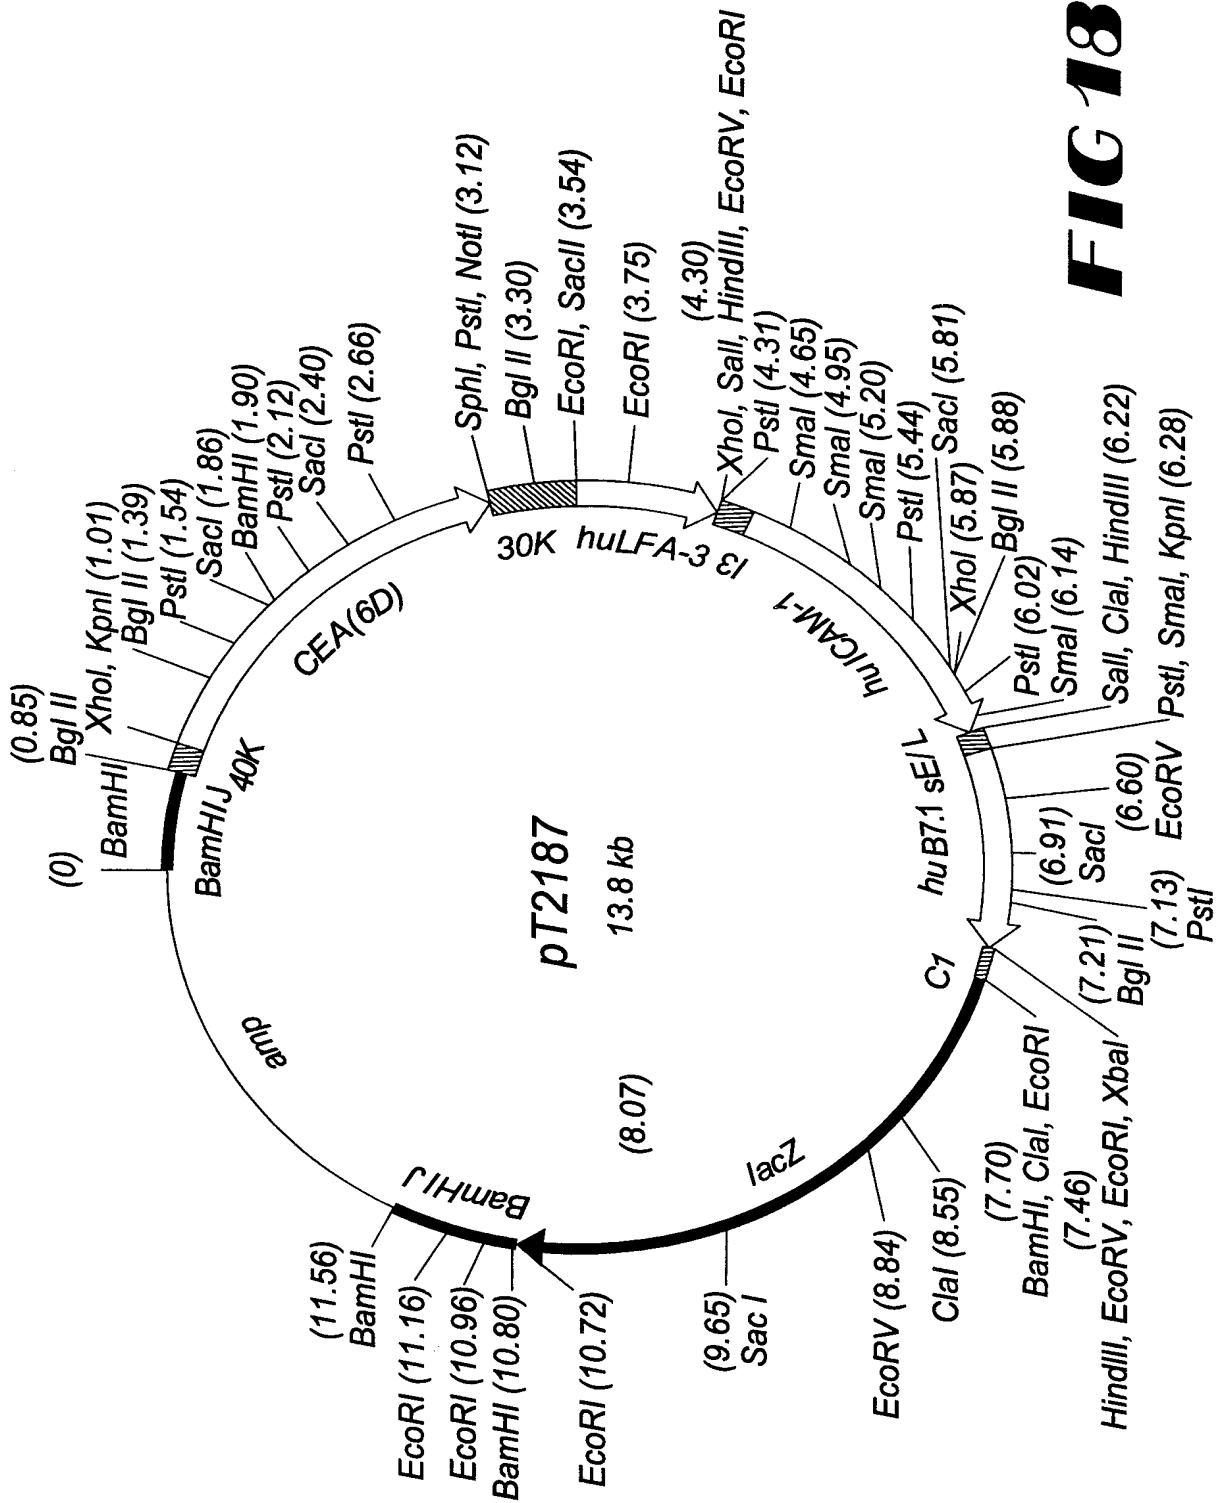 (0)
BamHI
(0.85)
Bgl II
XhoI, KpnI (1.01)
Bgl II (1.39)
PstI (1.54)
SacI (1.86)
BamHI (1.90)
PstI (2.12)
SacI (2.40)
PstI (2.66)
SphI, PstI, NotI (3.12)
Bgl II (3.30)
EcoRI, SacII (3.54)
EcoRI (3.75)
(4.30)
XhoI, SalI, HindIII, EcoRV, EcoRI
PstI (4.31)
SmaI (4.65)
SmaI (4.95)
SmaI (5.20)
PstI (5.44)
SacI (5.81)
XhoI (5.87)
Bgl II (5.88)
PstI (6.02)
SmaI (6.14)
SalI, ClaI, HindIII (6.22)
PstI, SmaI, KpnI (6.28)
(6.60)
EcoRV
(6.91)
SacI
(7.13)
PstI
(7.21)
Bgl II
(7.46)
HindIII, EcoRV, EcoRI, XbaI
(7.70)
BamHI, ClaI, EcoRI
ClaI (8.55)
EcoRV (8.84)
(9.65)
Sac I
EcoRI (10.72)
BamHI (10.80)
EcoRI (10.96)
EcoRI (11.16)
(11.56)
BamHI
BamHIJ
40K
CEA(6D)
30K
huLFA-3
I3
huICAM-1
sE/L
huB7.1
C1
(8.07)
lacZ
BamHIJ
amp
pT2187
13.8 kb
FIG 18